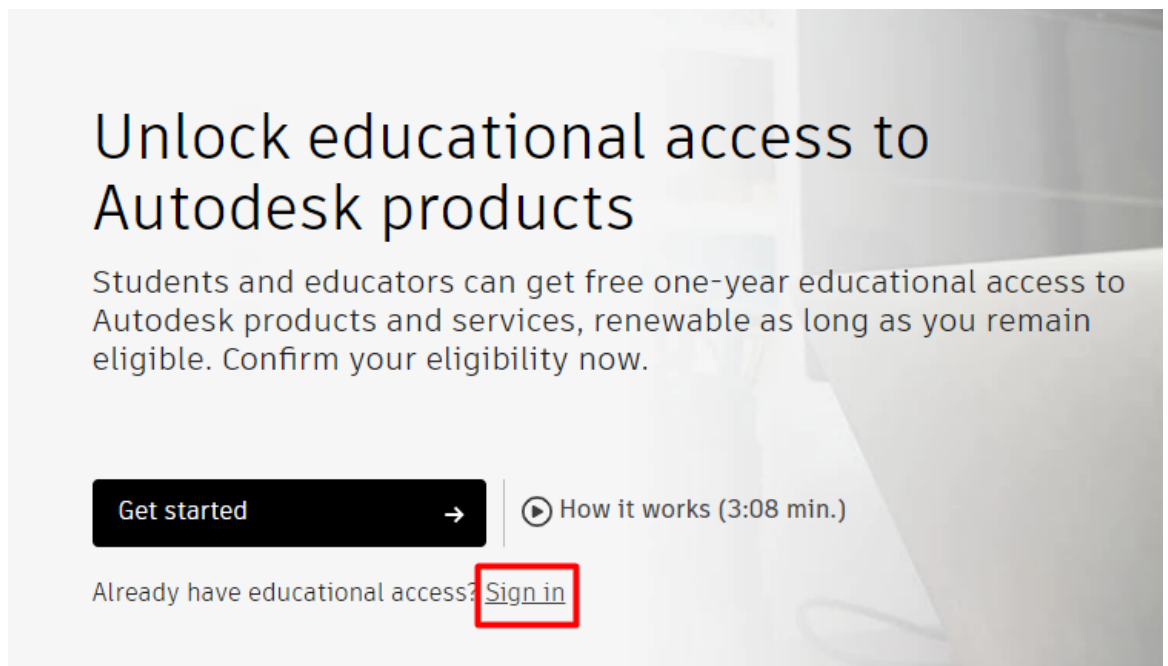 Unlock educational access to
Autodesk products
Students and educators can get free one-year educational access to
Autodesk products and services, renewable as long as you remain
eligible. Confirm your eligibility now.
Get started →
How it works (3:08 min.)
Already have educational access? Sign in